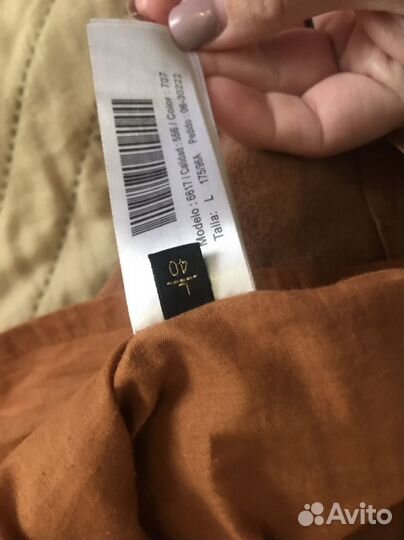 Modelo : 6617 / Calidad : 556 / Color : 707
Talla: L 175/96A Pedido : 06-30222
L
40
Avito